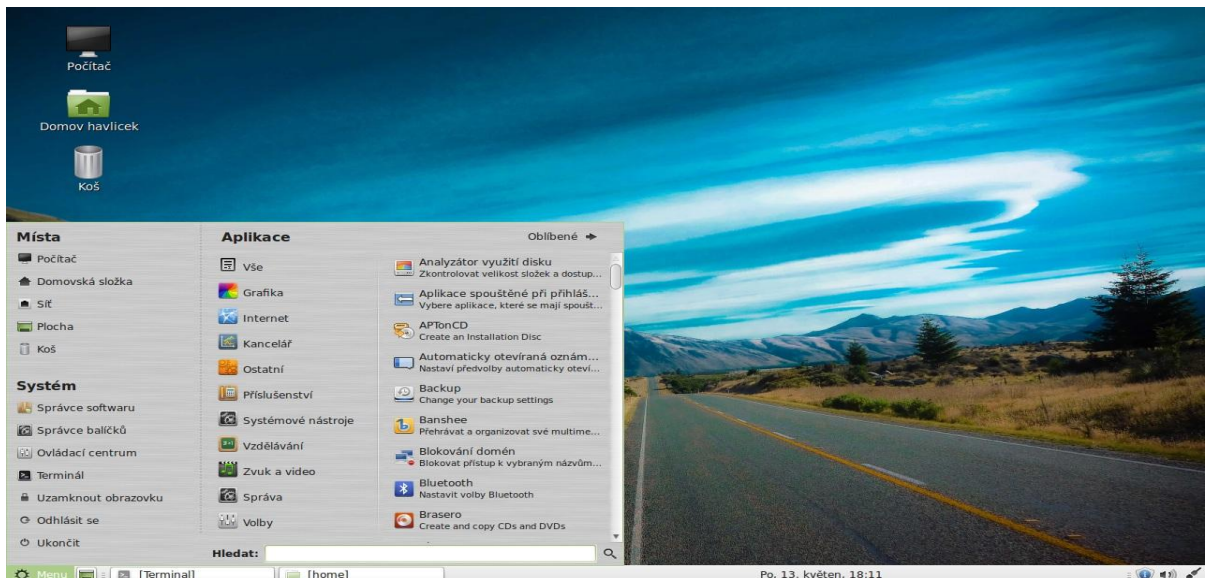 Počítač
Domov havlicek
Koš
Místa
Počítač
Domovská složka
Síť
Plocha
Koš
Systém
Správce softwaru
Správce balíčků
Ovládací centrum
Terminál
Uzamknout obrazovku
Odhlásit se
Ukončit
Aplikace
Oblíbené
Vše
Grafika
Internet
Kancelář
Ostatní
Příslušenství
Systémové nástroje
Vzdělávání
Zvuk a video
Správa
Volby
Analyzátor využití disku
Zkontrolovat velikost složek a dostup...
Aplikace spouštěné při přihláš...
Vybere aplikace, které se mají spoušt...
APTonCD
Create an Installation Disc
Automaticky otevíraná oznám...
Nastaví předvolby automaticky oteví...
Backup
Change your backup settings
Banshee
Přehrávat a organizovat své multime...
Blokování domén
Blokovat přístup k vybraným názvům...
Bluetooth
Nastavit volby Bluetooth
Brasero
Create and copy CDs and DVDs
Hledat:
Menu
[Terminal]
[home]
Po, 13. květen, 18:11